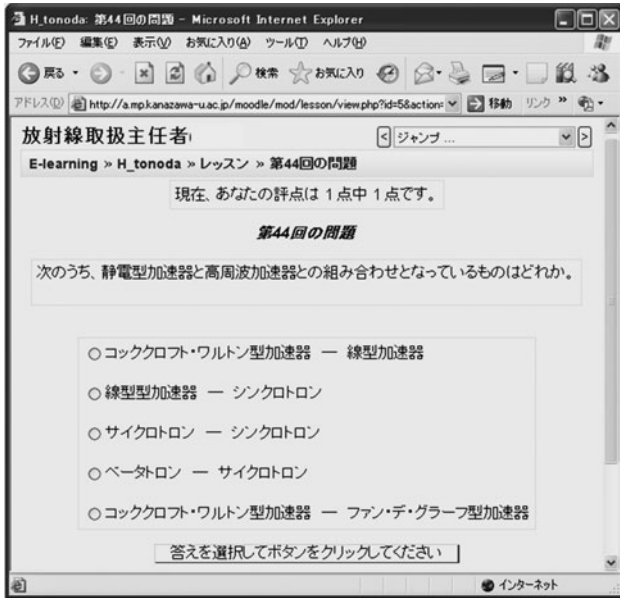 H_tonoda: 第44回の問題 - Microsoft Internet Explorer
ファイル(F) 編集(E) 表示(V) お気に入り(A) ツール(T) ヘルプ(H)
戻る 検索 お気に入り
アドレス(D) http://a.mp.kanazawa-u.ac.jp/moodle/mod/lesson/view.php?id=5&action= 移動 リンク »
放射線取扱主任者 < ジャンプ ... >
E-learning » H_tonoda » レッスン » 第44回の問題
現在、あなたの評点は 1 点中 1 点です。
第44回の問題
次のうち、静電型加速器と高周波加速器との組み合わせとなっているものはどれか。
コッククロフト・ワルトン型加速器 ― 線型加速器
線型型加速器 ― シンクロトロン
サイクロトロン ― シンクロトロン
ベータトロン ― サイクロトロン
コッククロフト・ワルトン型加速器 ― ファン・デ・グラーフ型加速器
答えを選択してボタンをクリックしてください
インターネット